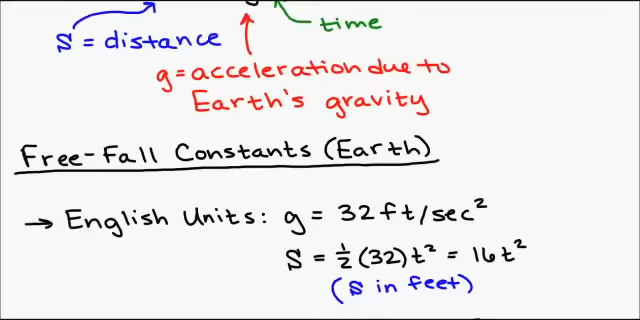 time
S = distance
g = acceleration due to
Earth's gravity
Free-Fall Constants (Earth)
→ English Units: g = 32 ft/sec²
S = ½ (32) t² = 16t²
(S in feet)